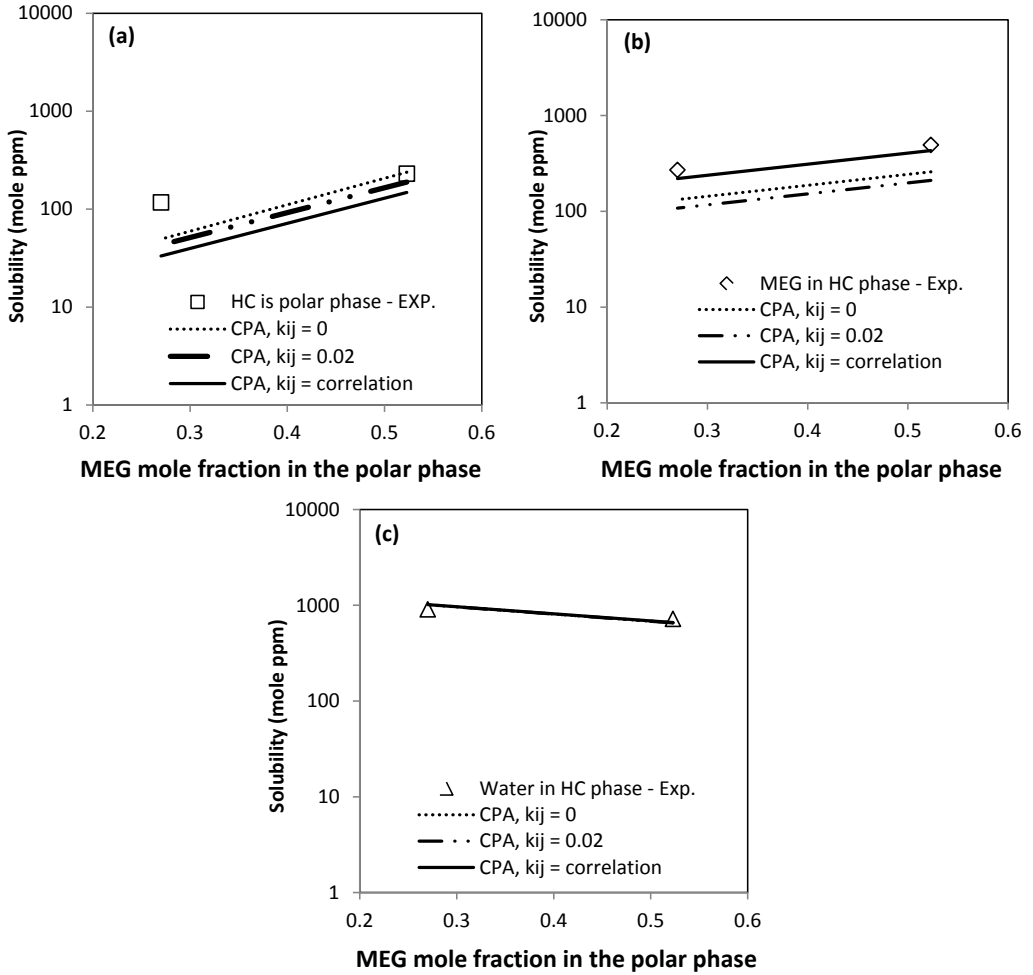 (a)
10000
1000
100
10
1
Solubility (mole ppm)
HC is polar phase - EXP.
CPA, kij = 0
CPA, kij = 0.02
CPA, kij = correlation
0.2 0.3 0.4 0.5 0.6
MEG mole fraction in the polar phase
(b)
10000
1000
100
10
1
Solubility (mole ppm)
MEG in HC phase - Exp.
CPA, kij = 0
CPA, kij = 0.02
CPA, kij = correlation
0.2 0.3 0.4 0.5 0.6
MEG mole fraction in the polar phase
(c)
10000
1000
100
10
1
Solubility (mole ppm)
Water in HC phase - Exp.
CPA, kij = 0
CPA, kij = 0.02
CPA, kij = correlation
0.2 0.3 0.4 0.5 0.6
MEG mole fraction in the polar phase